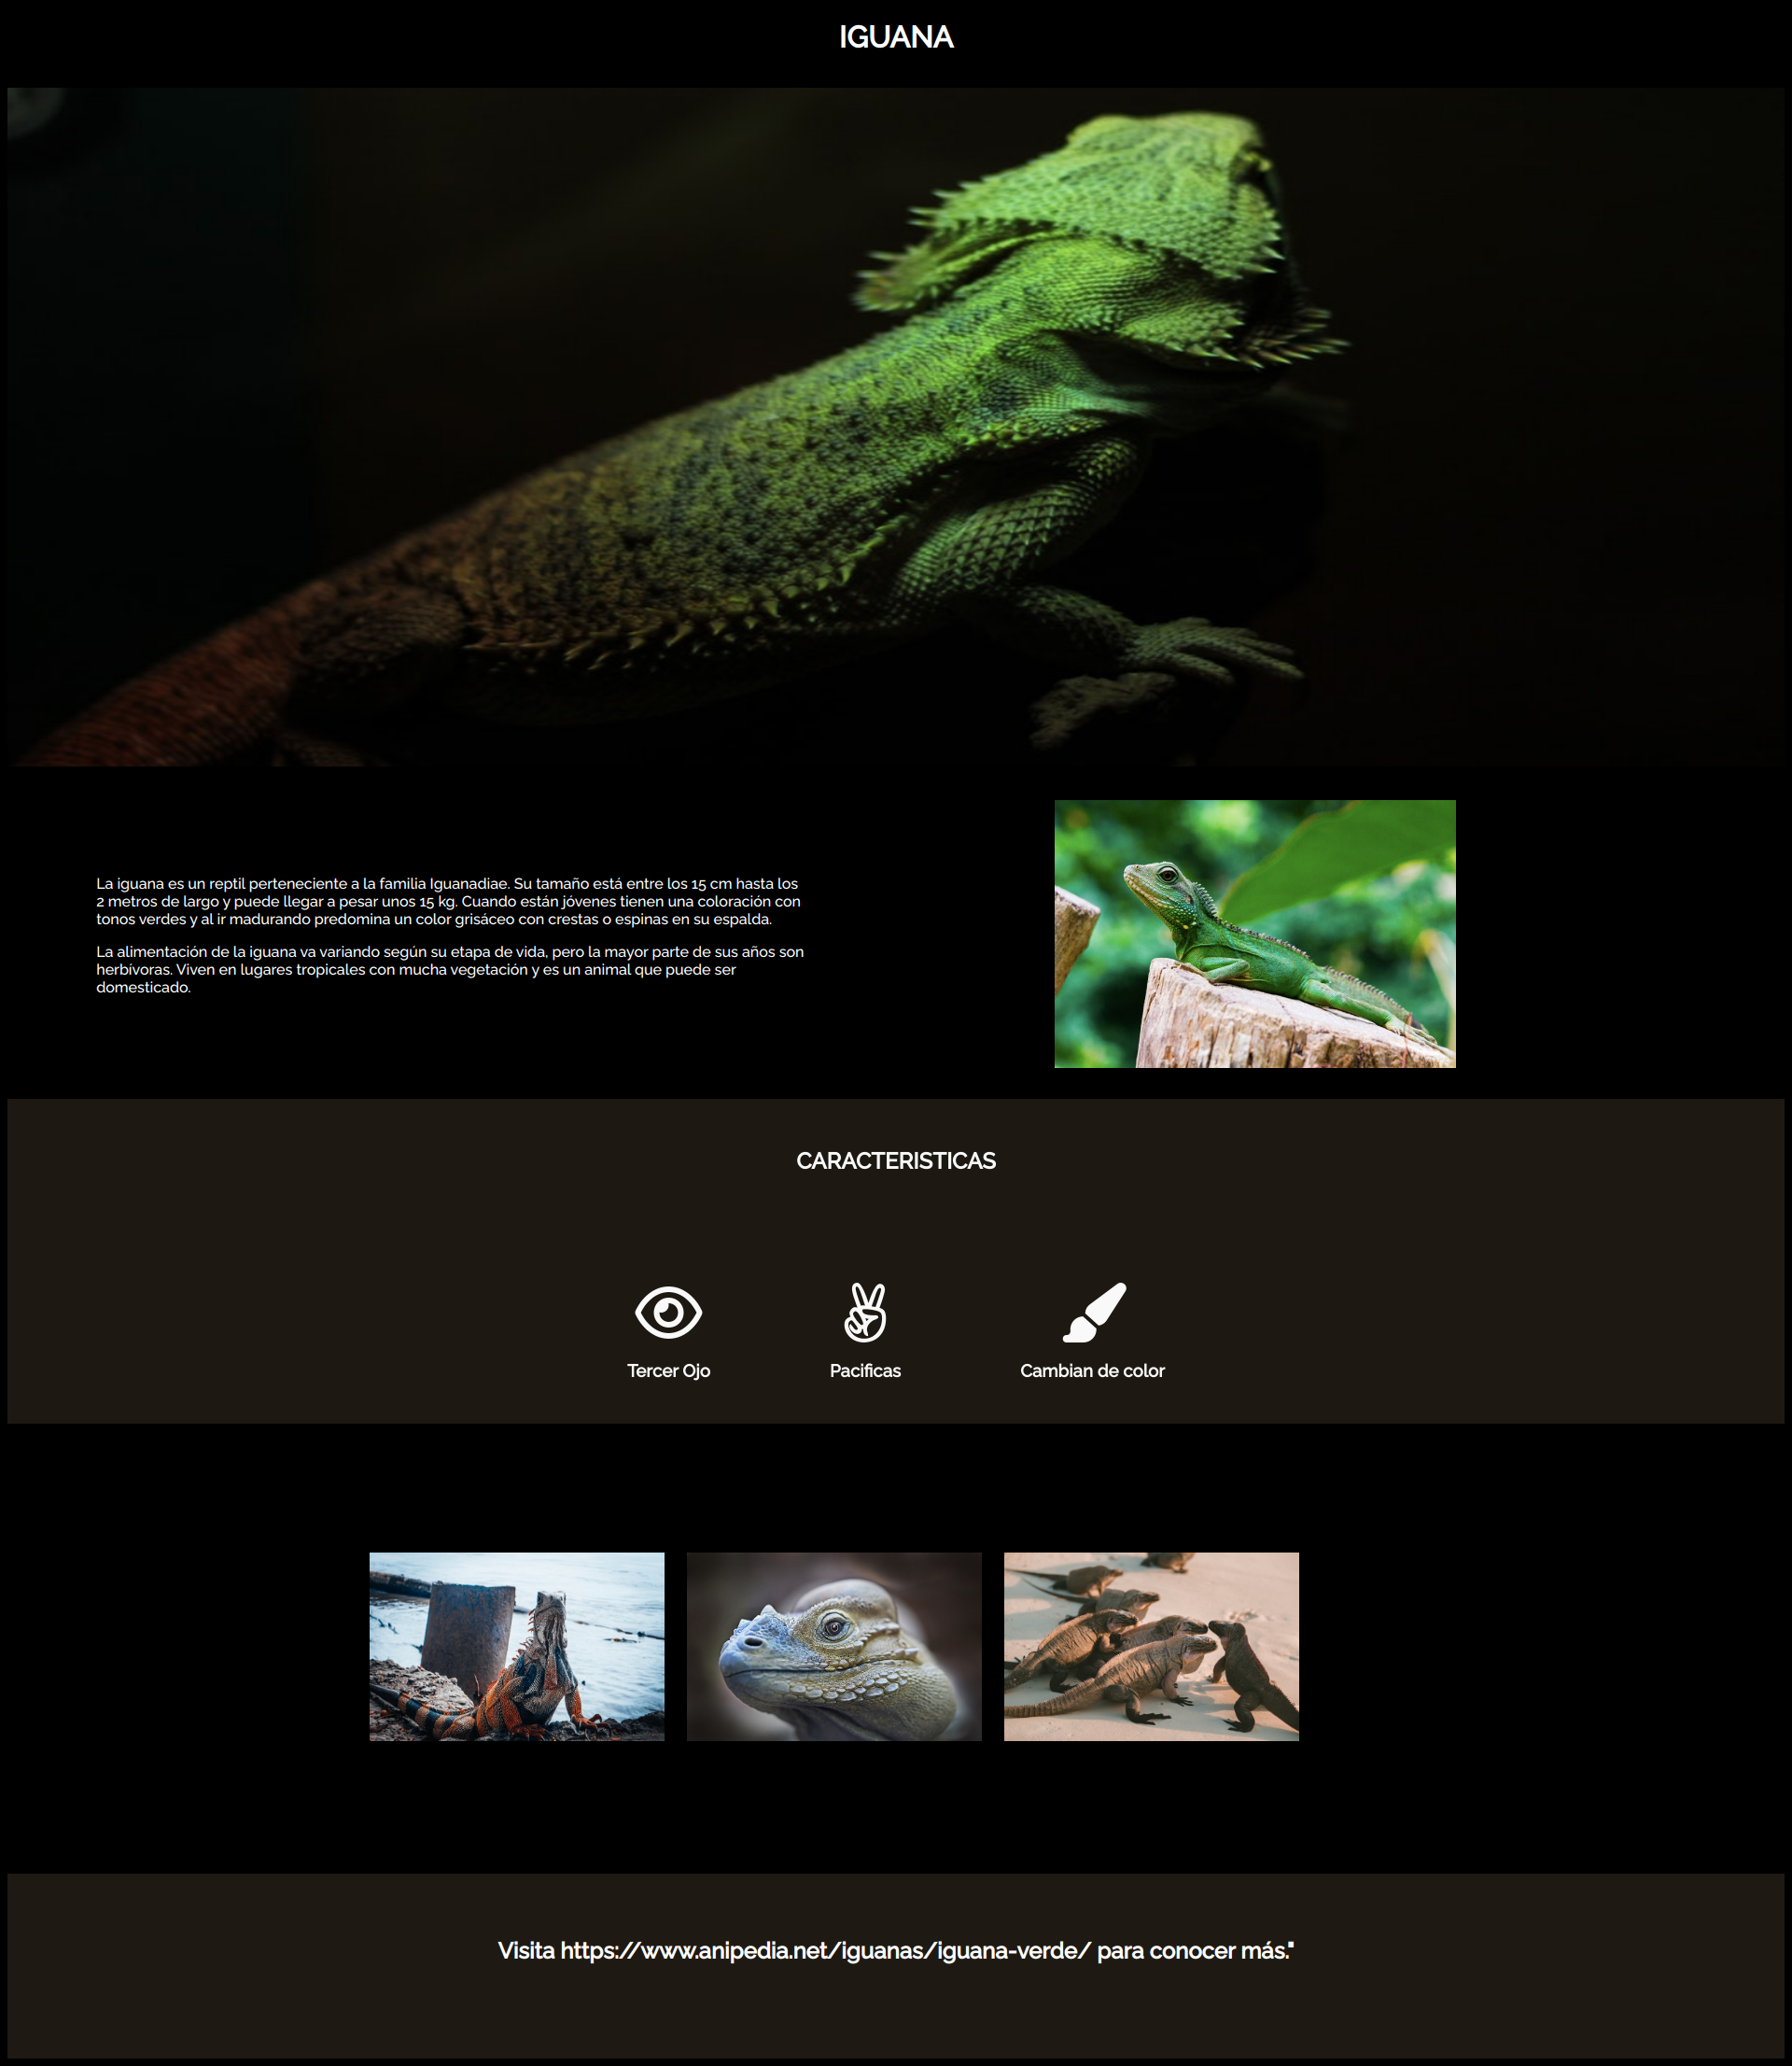 IGUANA
La iguana es un reptil perteneciente a la familia Iguanadiae. Su tamaño está entre los 15 cm hasta los
2 metros de largo y puede llegar a pesar unos 15 kg. Cuando están jóvenes tienen una coloración con
tonos verdes y al ir madurando predomina un color grisáceo con crestas o espinas en su espalda.
La alimentación de la iguana va variando según su etapa de vida, pero la mayor parte de sus años son
herbívoras. Viven en lugares tropicales con mucha vegetación y es un animal que puede ser
domesticado.
CARACTERISTICAS
Tercer Ojo
Pacificas
Cambian de color
Visita https://www.anipedia.net/iguanas/iguana-verde/ para conocer más."